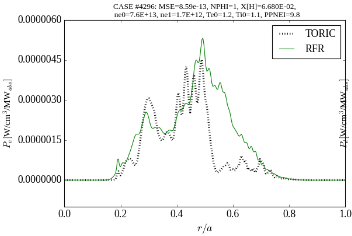 CASE #4296: MSE=8.59e-13, NPHI=1, X[H]=6.680E-02,
ne0=7.6E+13, ne1=1.7E+12, Te0=1.2, Ti0=1.1, PPNEI=9.8
0.0000060
0.0000045
0.0000030
0.0000015
0.0000000
TORIC
RFR
0.0
0.2
0.4
0.6
0.8
1.0
r/a